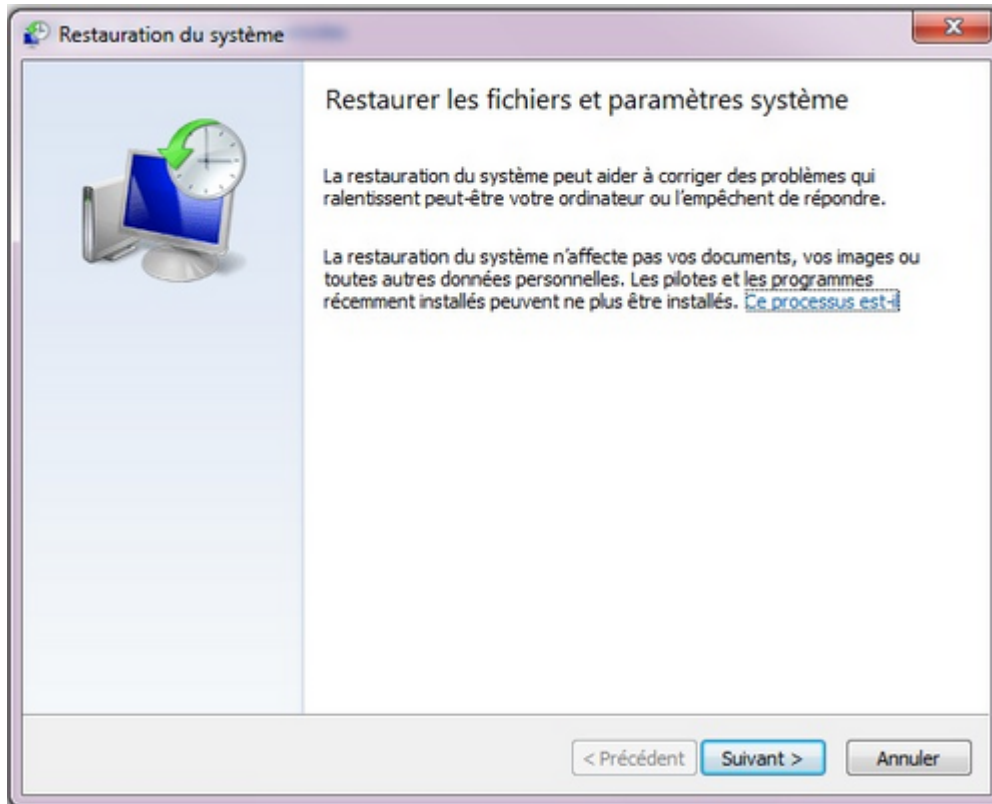 Restauration du système
Restaurer les fichiers et paramètres système
La restauration du système peut aider à corriger des problèmes qui
ralentissent peut-être votre ordinateur ou l'empêchent de répondre.
La restauration du système n'affecte pas vos documents, vos images ou
toutes autres données personnelles. Les pilotes et les programmes
récemment installés peuvent ne plus être installés. Ce processus est-il
< Précédent
Suivant >
Annuler